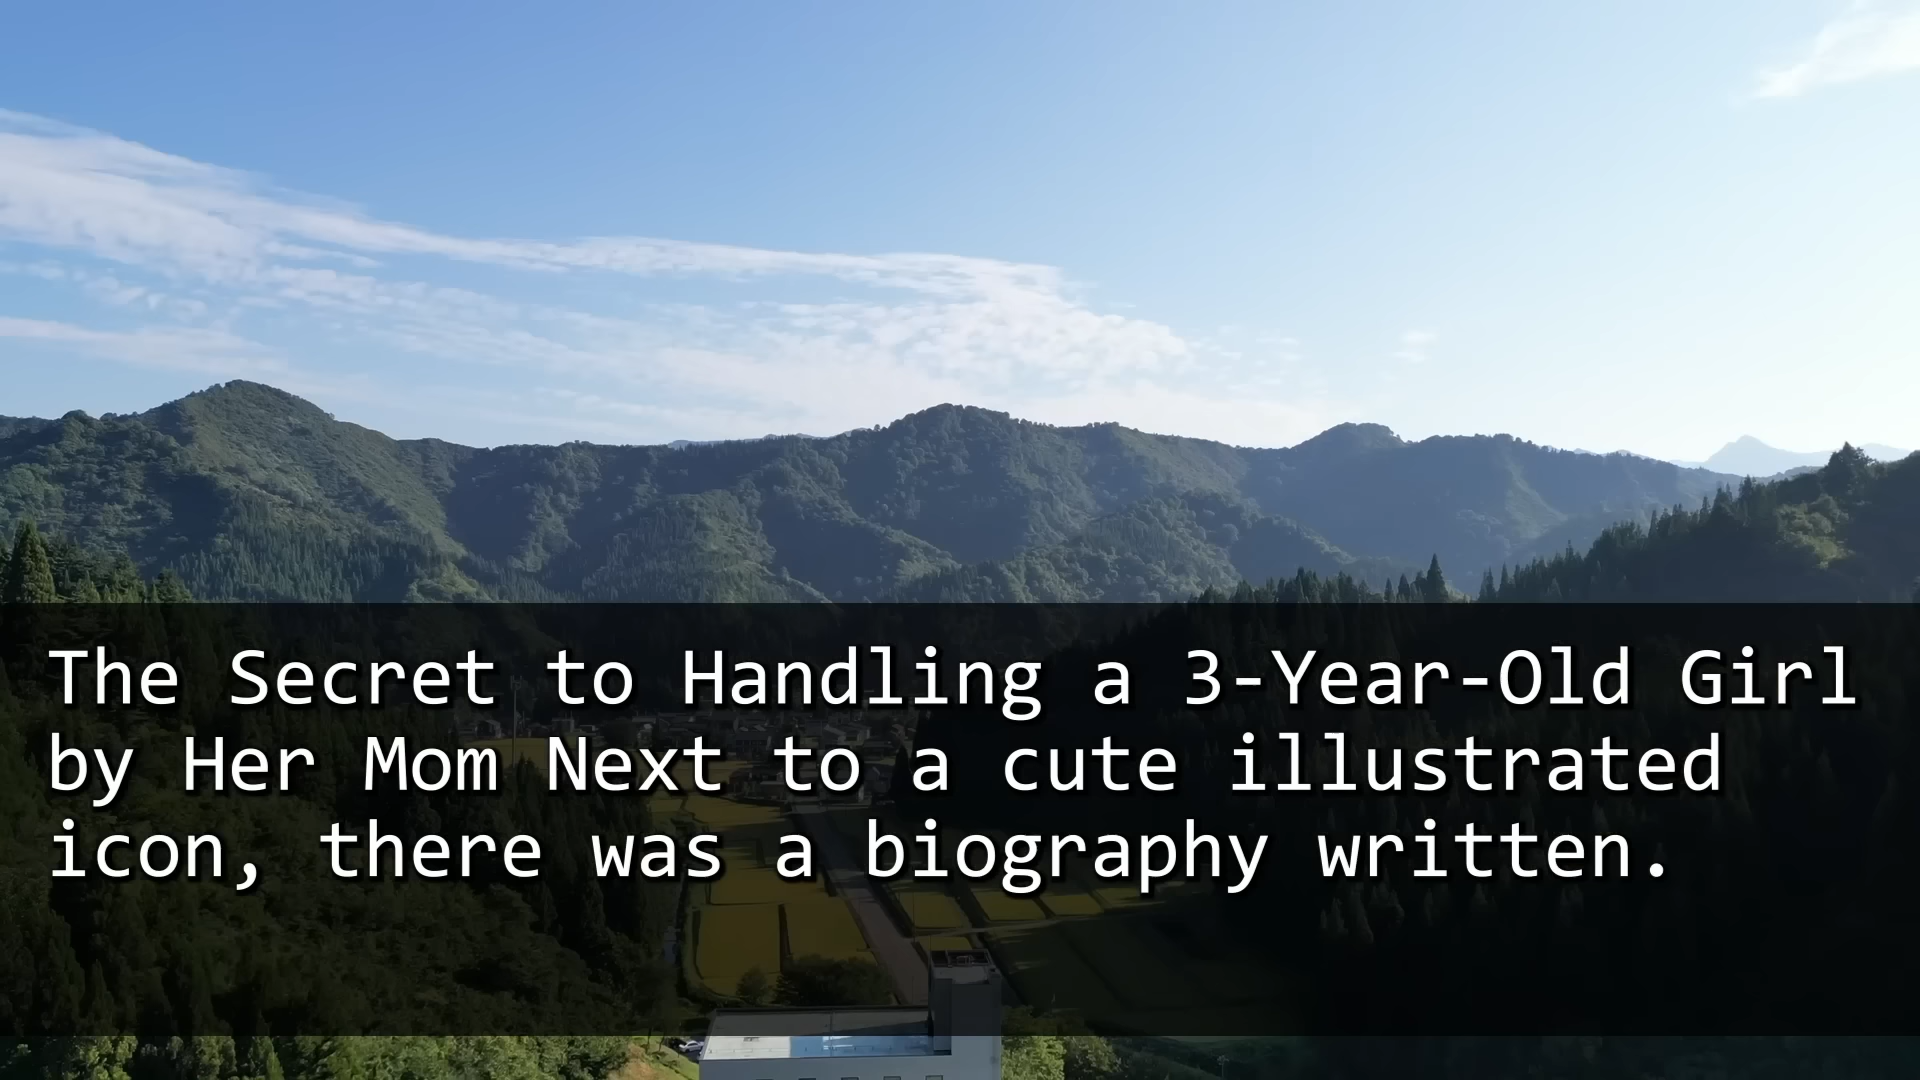 The Secret to Handling a 3-Year-Old Girl
by Her Mom Next to a cute illustrated
icon, there was a biography written.